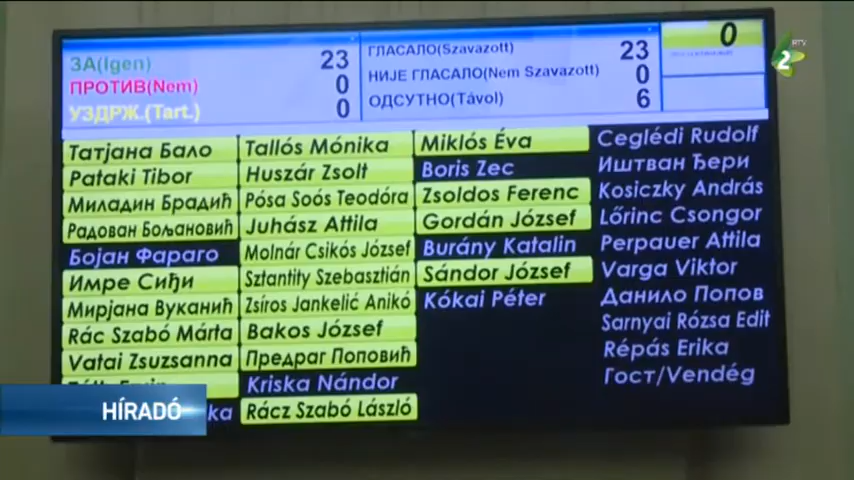 ЗА(Igen) 23
ПРОТИВ(Nem) 0
УЗДРЖ.(Tart.) 0
ГЛАСАЛО(Szavazott) 23
НИЈЕ ГЛАСАЛО(Nem Szavazott) 0
ОДСУТНО(Távol) 6
0
RTV
2
Татјана Бало
Pataki Tibor
Миладин Брадић
Радован Бољановић
Бојан Фараго
Имре Сиђи
Мирјана Вуканић
Rác Szabó Márta
Vatai Zsuzsanna
ka
Tallós Mónika
Huszár Zsolt
Pósa Soós Teodóra
Juhász Attila
Molnár Csikós József
Sztantity Szebasztián
Zsíros Jankelić Anikó
Bakos József
Предраг Поповић
Kriska Nándor
Rácz Szabó László
Miklós Éva
Boris Zec
Zsoldos Ferenc
Gordán József
Burány Katalin
Sándor József
Kókai Péter
Ceglédi Rudolf
Иштван Ђери
Kosiczky András
Lőrinc Csongor
Perpauer Attila
Varga Viktor
Данило Попов
Sarnyai Rózsa Edit
Répás Erika
Гост/Vendég
HÍRADÓ